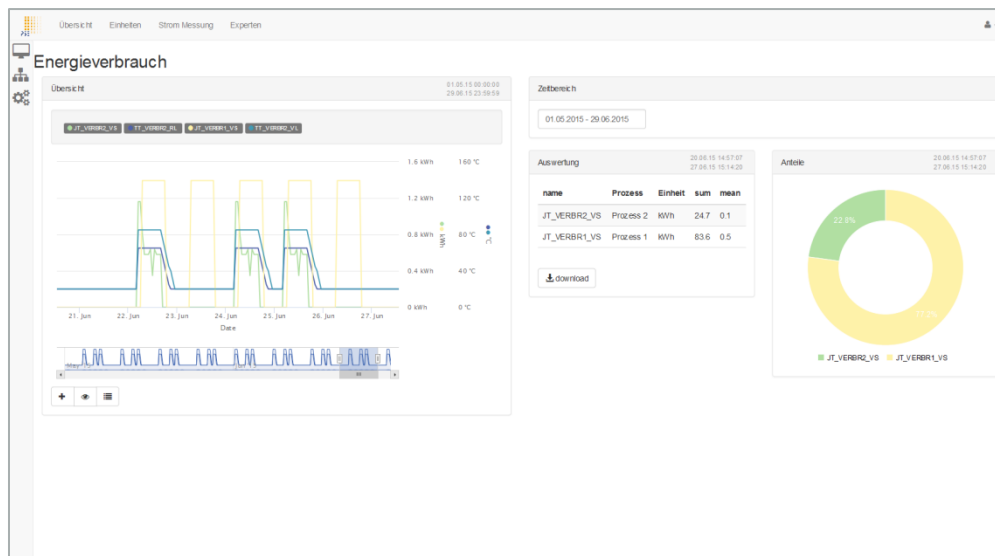 Übersicht Einheiten Strom Messung Experten
Energieverbrauch
Übersicht
01.05.15 00:00:00
29.06.15 23:59:59
JT_VERBR2_VS TT_VERBR2_RL JT_VERBR1_VS TT_VERBR2_VL
1.6 kWh 160 °C
1.2 kWh 120 °C
0.8 kWh 80 °C
0.4 kWh 40 °C
0 kWh 0 °C
kWh
°C
21. Jun 22. Jun 23. Jun 24. Jun 25. Jun 26. Jun 27. Jun
Date
Zeitbereich
01.05.2015 - 29.06.2015
Auswertung
20.06.15 14:57:07
27.06.15 15:14:20
name Prozess Einheit sum mean
JT_VERBR2_VS Prozess 2 kWh 24.7 0.1
JT_VERBR1_VS Prozess 1 kWh 83.6 0.5
download
Anteile
20.06.15 14:57:07
27.06.15 15:14:20
22.8%
JT_VERBR2_VS JT_VERBR1_VS